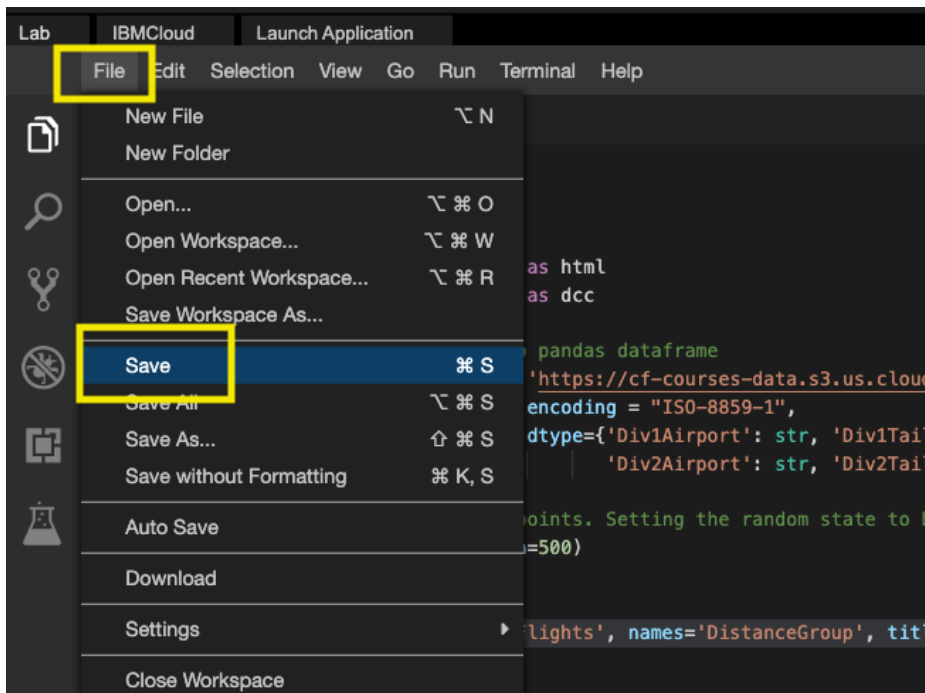 Lab IBMCloud Launch Application
File Edit Selection View Go Run Terminal Help
New File ⌥ N
New Folder
Open... ⌥ ⌘ O
Open Workspace... ⌥ ⌘ W
Open Recent Workspace... ⌥ ⌘ R
Save Workspace As...
Save ⌘ S
Save All ⌥ ⌘ S
Save As... ⇧ ⌘ S
Save without Formatting ⌘ K, S
Auto Save
Download
Settings
Close Workspace
as html
as dcc
pandas dataframe
'https://cf-courses-data.s3.us.clou
encoding = "ISO-8859-1",
dtype={'Div1Airport': str, 'Div1Tai
'Div2Airport': str, 'Div2Tai
oints. Setting the random state to
=500)
lights', names='DistanceGroup', tit